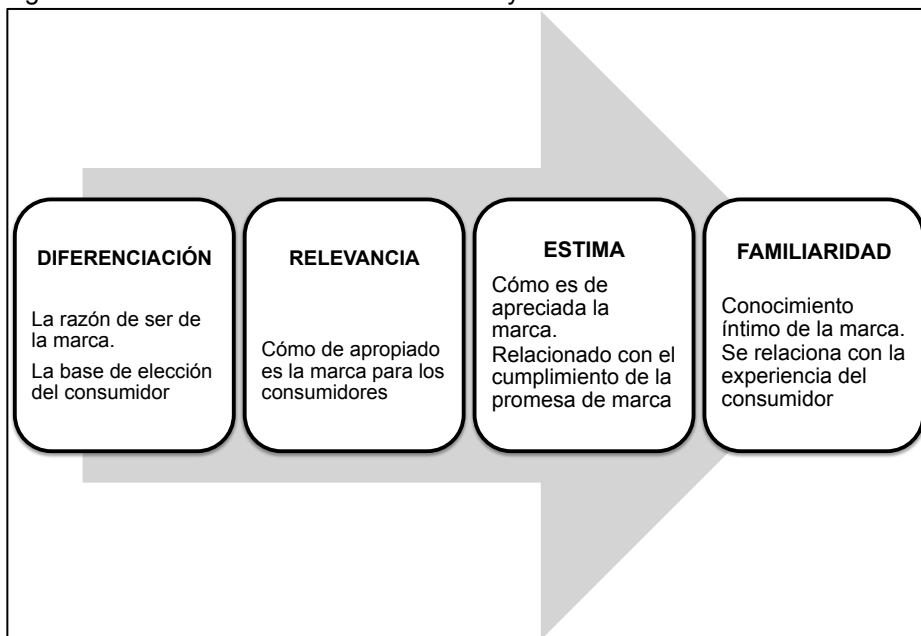 DIFERENCIACIÓN
La razón de ser de
la marca.
La base de elección
del consumidor
RELEVANCIA
Cómo de apropiado
es la marca para los
consumidores
ESTIMA
Cómo es de
apreciada la
marca.
Relacionado con el
cumplimiento de la
promesa de marca
FAMILIARIDAD
Conocimiento
íntimo de la marca.
Se relaciona con la
experiencia del
consumidor